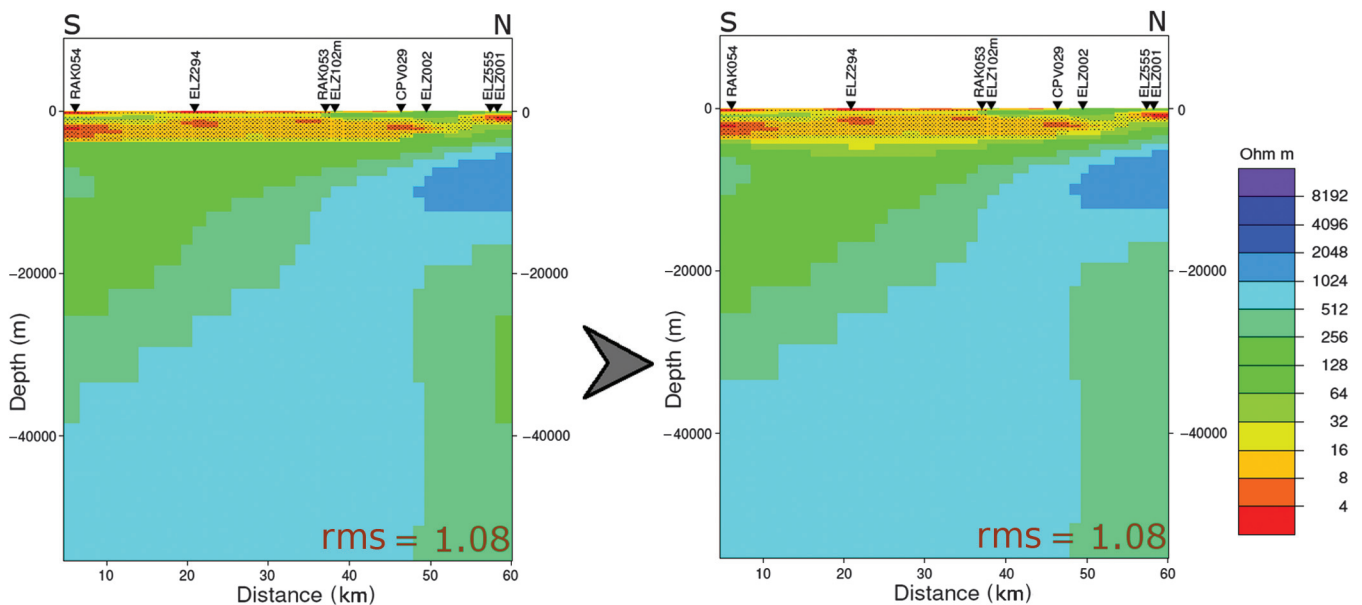 S N
RAK054 ELZ294 RAK053 ELZ102m CPV029 ELZ002 ELZ555 ELZ001
0 0
−20000 −20000
−40000 −40000
Depth (m)
rms = 1.08
10 20 30 40 50 60
Distance (km)
S N
RAK054 ELZ294 RAK053 ELZ102m CPV029 ELZ002 ELZ555 ELZ001
0 0
−20000 −20000
−40000 −40000
Depth (m)
rms = 1.08
10 20 30 40 50 60
Distance (km)
Ohm m
8192
4096
2048
1024
512
256
128
64
32
16
8
4